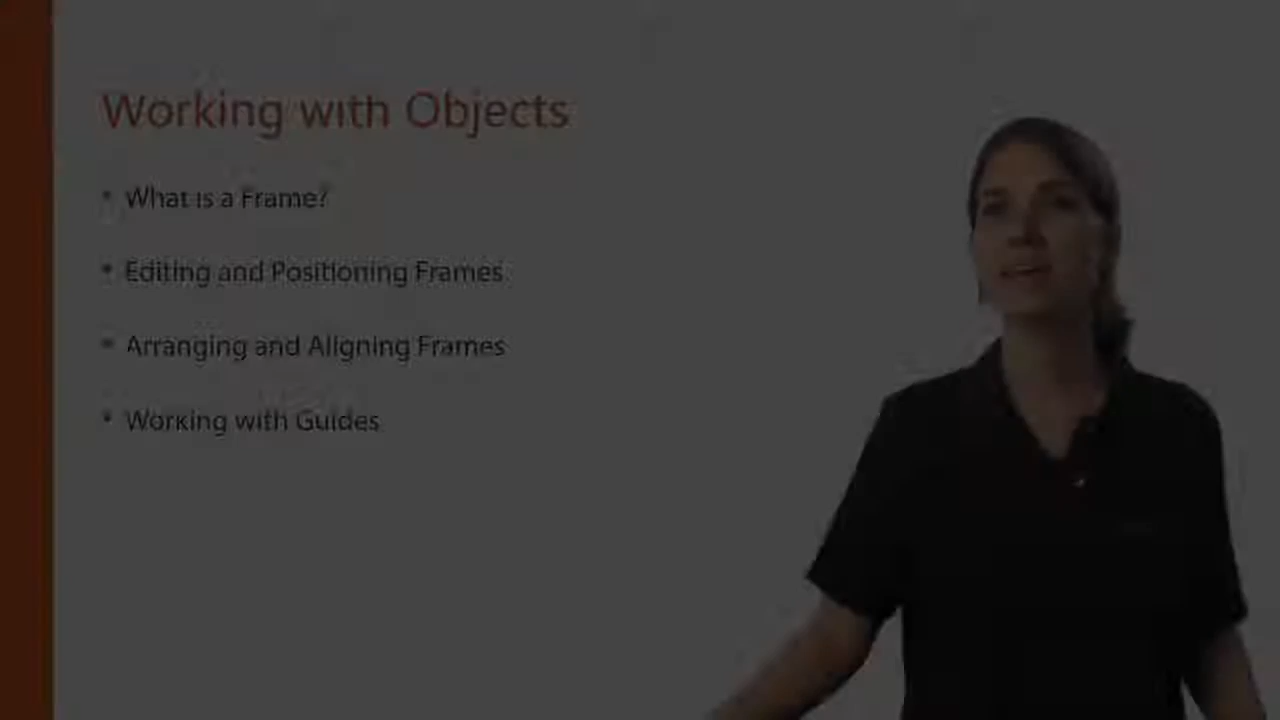 Working with Objects
• What is a Frame?
• Editing and Positioning Frames
• Arranging and Aligning Frames
• Working with Guides